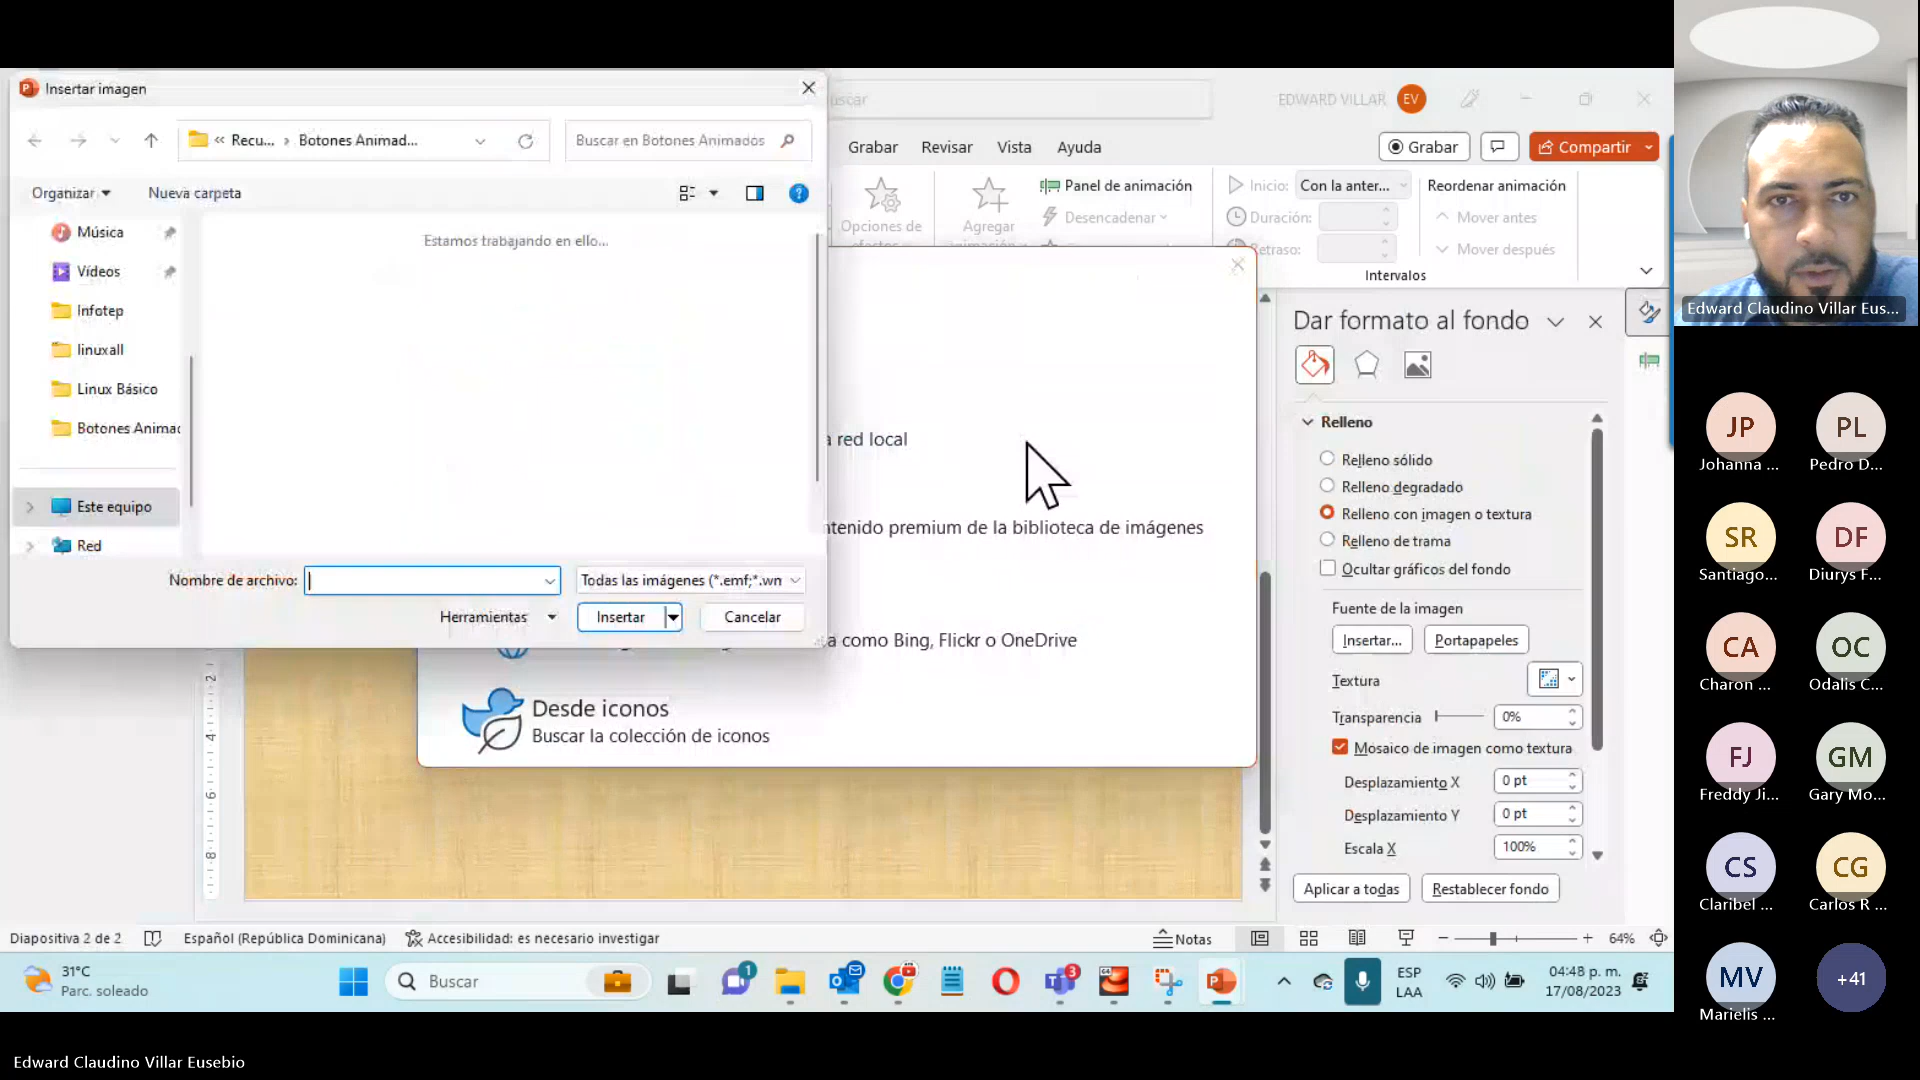 Insertar imagen
Recu...
Botones Animad...
Buscar en Botones Animados
Organizar
Nueva carpeta
Música
Vídeos
Infotep
linuxall
Linux Básico
Botones Animac
Este equipo
Red
Estamos trabajando en ello...
Nombre de archivo:
Todas las imágenes (*.emf;*.wn
Herramientas
Insertar
Cancelar
EDWARD VILLAR
EV
Grabar
Revisar
Vista
Ayuda
Grabar
Compartir
Opciones de
Agregar
Panel de animación
Desencadenar
Inicio:
Con la anter...
Duración:
Retraso:
Reordenar animación
Mover antes
Mover después
Intervalos
a red local
ntenido premium de la biblioteca de imágenes
a como Bing, Flickr o OneDrive
Desde iconos
Buscar la colección de iconos
2
4
6
8
Dar formato al fondo
Relleno
Relleno sólido
Relleno degradado
Relleno con imagen o textura
Relleno de trama
Ocultar gráficos del fondo
Fuente de la imagen
Insertar...
Portapapeles
Textura
Transparencia
0%
Mosaico de imagen como textura
Desplazamiento X
0 pt
Desplazamiento Y
0 pt
Escala X
100%
Aplicar a todas
Restablecer fondo
Diapositiva 2 de 2
Español (República Dominicana)
Accesibilidad: es necesario investigar
Notas
64%
31°C
Parc. soleado
Buscar
1
3
ESP
LAA
04:48 p. m.
17/08/2023
Edward Claudino Villar Eus...
JP
Johanna ...
PL
Pedro D...
SR
Santiago...
DF
Diurys F...
CA
Charon ...
OC
Odalis C...
FJ
Freddy Ji...
GM
Gary Mo...
CS
Claribel ...
CG
Carlos R ...
MV
Marielis ...
+41
Edward Claudino Villar Eusebio